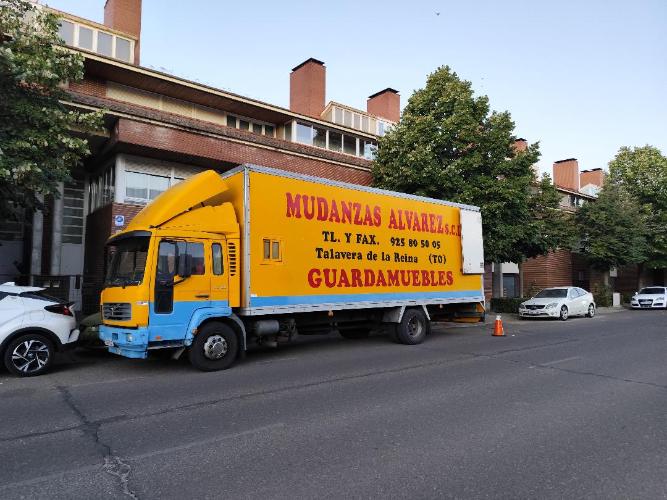 MUDANZAS ALVAREZ S.C.L.
TL. Y FAX. 925 80 50 05
Talavera de la Reina (TO)
GUARDAMUEBLES